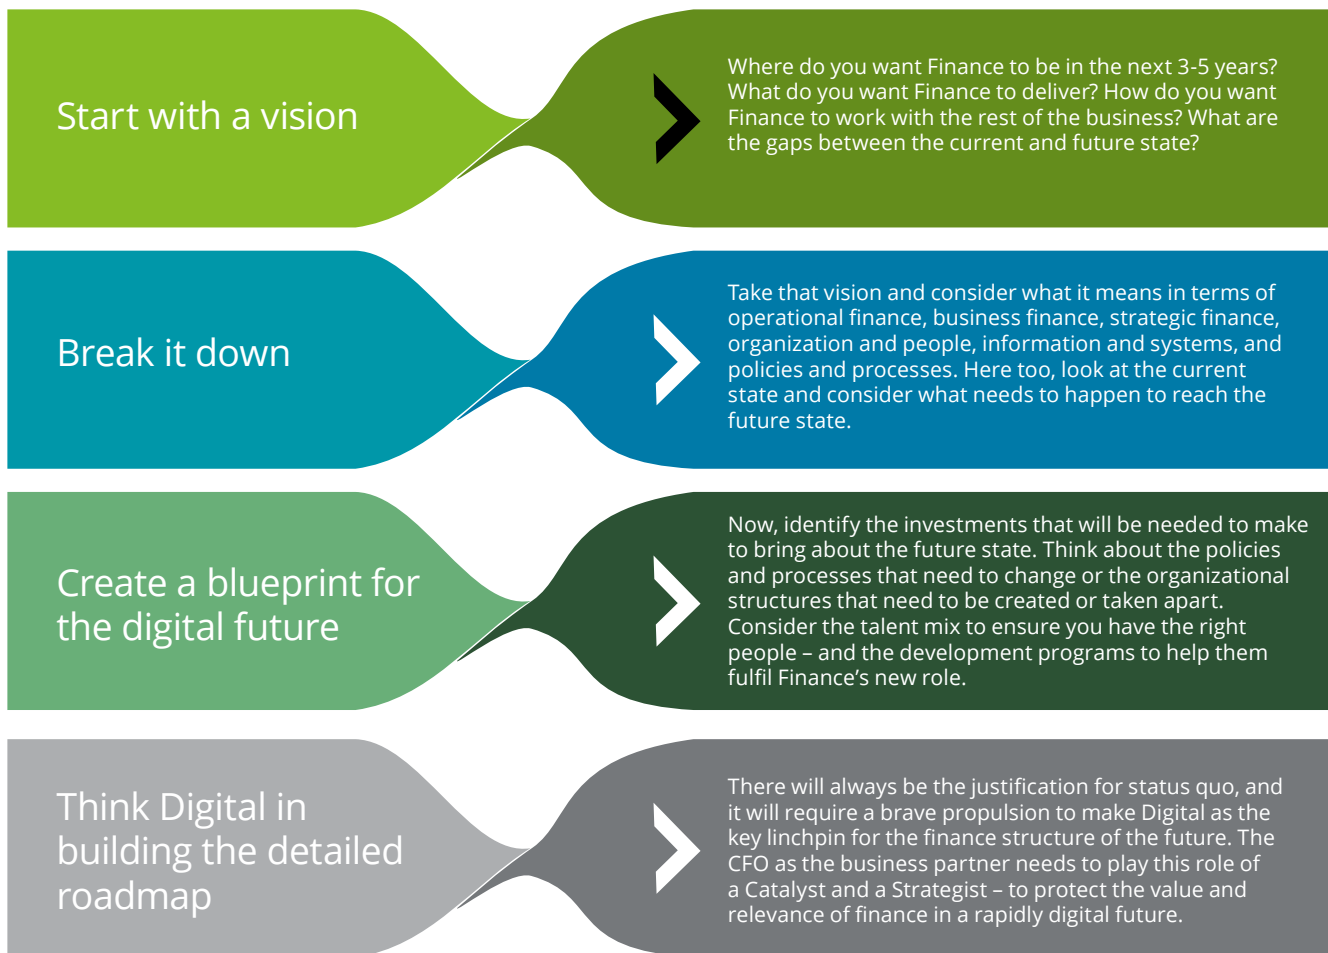 Start with a vision
Where do you want Finance to be in the next 3-5 years?
What do you want Finance to deliver? How do you want
Finance to work with the rest of the business? What are
the gaps between the current and future state?
Break it down
Take that vision and consider what it means in terms of
operational finance, business finance, strategic finance,
organization and people, information and systems, and
policies and processes. Here too, look at the current
state and consider what needs to happen to reach the
future state.
Create a blueprint for
the digital future
Now, identify the investments that will be needed to make
to bring about the future state. Think about the policies
and processes that need to change or the organizational
structures that need to be created or taken apart.
Consider the talent mix to ensure you have the right
people – and the development programs to help them
fulfil Finance’s new role.
Think Digital in
building the detailed
roadmap
There will always be the justification for status quo, and
it will require a brave propulsion to make Digital as the
key linchpin for the finance structure of the future. The
CFO as the business partner needs to play this role of
a Catalyst and a Strategist – to protect the value and
relevance of finance in a rapidly digital future.